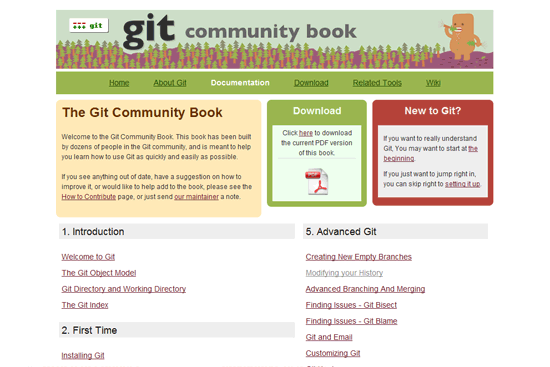 git
git community book
Home About Git Documentation Download Related Tools Wiki
The Git Community Book
Welcome to the Git Community Book. This book has been built
by dozens of people in the Git community, and is meant to help
you learn how to use Git as quickly and easily as possible.
If you see anything out of date, have a suggestion on how to
improve it, or would like to help add to the book, please see the
How to Contribute page, or just send our maintainer a note.
Download
Click here to download
the current PDF version
of this book.
New to Git?
If you want to really understand
Git, You may want to start at the
beginning.
If you just want to jump right in,
you can skip right to setting it up.
1. Introduction
Welcome to Git
The Git Object Model
Git Directory and Working Directory
The Git Index
2. First Time
Installing Git
5. Advanced Git
Creating New Empty Branches
Modifying your History
Advanced Branching And Merging
Finding Issues - Git Bisect
Finding Issues - Git Blame
Git and Email
Customizing Git